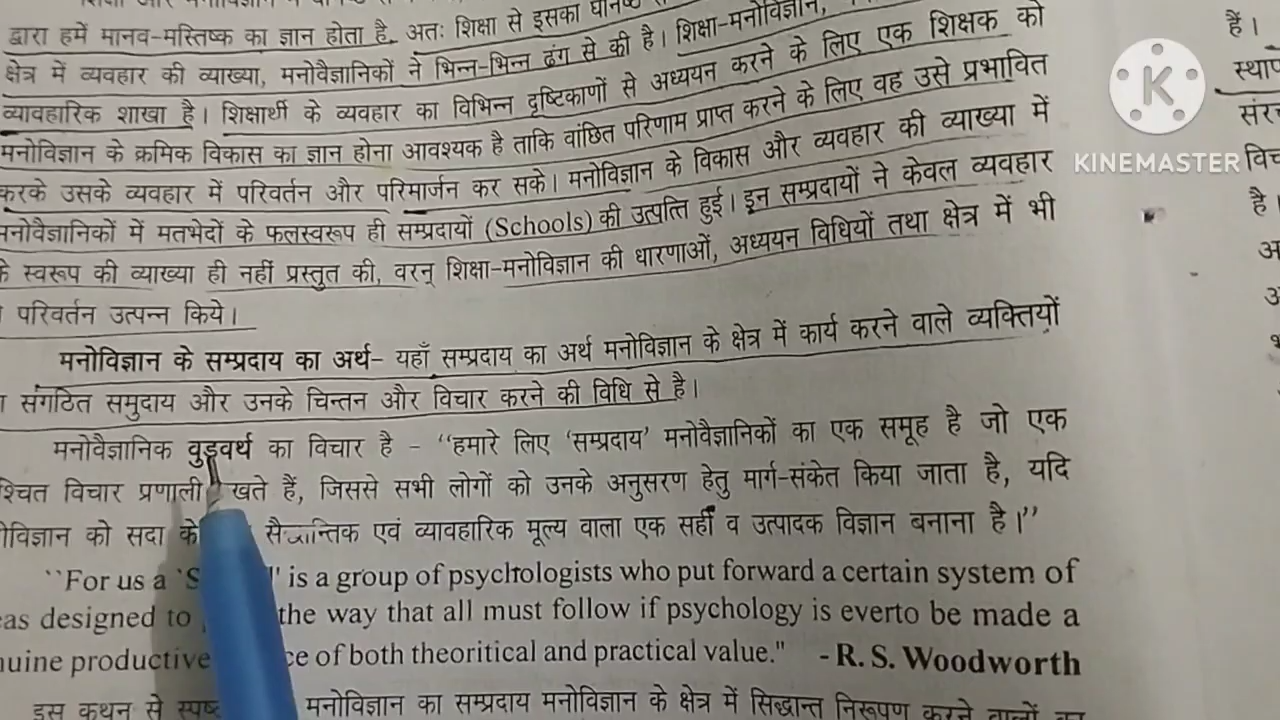 द्वारा हमें मानव-मस्तिष्क का ज्ञान होता है, अतः शिक्षा से इसका
क्षेत्र में व्यवहार की व्याख्या, मनोवैज्ञानिकों ने भिन्न-भिन्न ढंग से की है। शिक्षा-मनोविज्ञान,
व्यावहारिक शाखा है। शिक्षार्थी के व्यवहार का विभिन्न दृष्टिकाणों से अध्ययन करने के लिए एक शिक्षक को
मनोविज्ञान के क्रमिक विकास का ज्ञान होना आवश्यक है ताकि वांछित परिणाम प्राप्त करने के लिए वह उसे प्रभावित
करके उसके व्यवहार में परिवर्तन और परिमार्जन कर सके। मनोविज्ञान के विकास और व्यवहार की व्याख्या में
मनोवैज्ञानिकों में मतभेदों के फलस्वरूप ही सम्प्रदायों (Schools) की उत्पत्ति हुई। इन सम्प्रदायों ने केवल व्यवहार
के स्वरूप की व्याख्या ही नहीं प्रस्तुत की, वरन् शिक्षा-मनोविज्ञान की धारणाओं, अध्ययन विधियों तथा क्षेत्र में भी
परिवर्तन उत्पन्न किये।
मनोविज्ञान के सम्प्रदाय का अर्थ- यहाँ सम्प्रदाय का अर्थ मनोविज्ञान के क्षेत्र में कार्य करने वाले व्यक्तियों
संगठित समुदाय और उनके चिन्तन और विचार करने की विधि से है।
मनोवैज्ञानिक वुडवर्थ का विचार है - “हमारे लिए ‘सम्प्रदाय’ मनोवैज्ञानिकों का एक समूह है जो एक
विचार प्रणाली खते हैं, जिससे सभी लोगों को उनके अनुसरण हेतु मार्ग-संकेत किया जाता है, यदि
को सदा के सैद्धान्तिक एवं व्यावहारिक मूल्य वाला एक सही व उत्पादक विज्ञान बनाना है।”
``For us a `S is a group of psychologists who put forward a certain system of
designed to the way that all must follow if psychology is everto be made a
productive of both theoritical and practical value." - R. S. Woodworth
इस कथन से मनोविज्ञान का सम्प्रदाय मनोविज्ञान के क्षेत्र में सिद्धान्त निरूपण करने वालों का
हैं।
है।
K
KINEMASTER